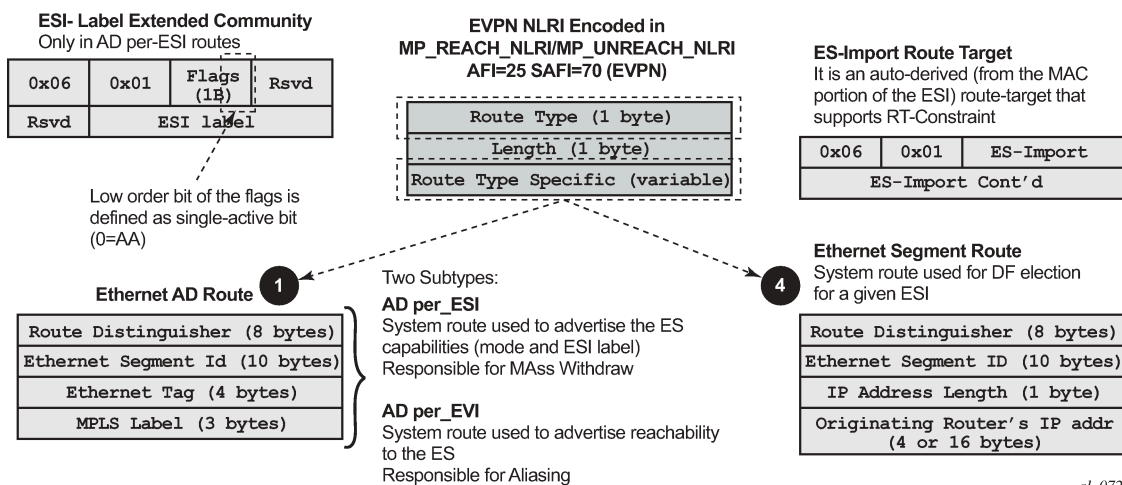 ESI- Label Extended Community
Only in AD per-ESI routes
0x06 0x01 Flags (1B) Rsvd
Rsvd ESI label
Low order bit of the flags is
defined as single-active bit
(0=AA)
EVPN NLRI Encoded in
MP_REACH_NLRI/MP_UNREACH_NLRI
AFI=25 SAFI=70 (EVPN)
Route Type (1 byte)
Length (1 byte)
Route Type Specific (variable)
ES-Import Route Target
It is an auto-derived (from the MAC
portion of the ESI) route-target that
supports RT-Constraint
0x06 0x01 ES-Import
ES-Import Cont'd
Ethernet AD Route 1
Route Distinguisher (8 bytes)
Ethernet Segment Id (10 bytes)
Ethernet Tag (4 bytes)
MPLS Label (3 bytes)
Two Subtypes:
AD per_ESI
System route used to advertise the ES
capabilities (mode and ESI label)
Responsible for MAss Withdraw
AD per_EVI
System route used to advertise reachability
to the ES
Responsible for Aliasing
4
Ethernet Segment Route
System route used for DF election
for a given ESI
Route Distinguisher (8 bytes)
Ethernet Segment ID (10 bytes)
IP Address Length (1 byte)
Originating Router's IP addr
(4 or 16 bytes)